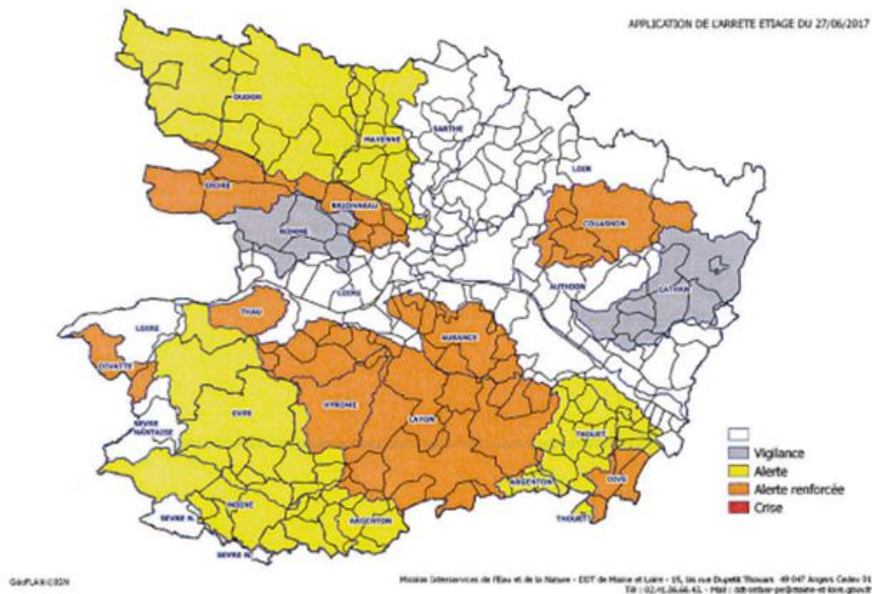 APPLICATION DE L'ARRETE ETIAGE DU 27/06/2017
OUDON
MAYENNE
SARTHE
LOIR
ERDRE
BRIONNEAU
ROMME
COUASNON
LOIRE
AUTHION
LATHAN
THAU
LOIRE
AUBANCE
DIVATTE
EVRE
HYROME
LAYON
SEVRE
NANTAISE
THOUET
ARGENTON
DIVE
MOINE
ARGENTON
SEVRE N.
THOUET
SEVRE N.
Vigilance
Alerte
Alerte renforcée
Crise
Mission Interservices de l'Eau et de la Nature - DDT de Maine et Loire - 15, bis rue Dupetit Thouars 49 047 Angers Cedex 01